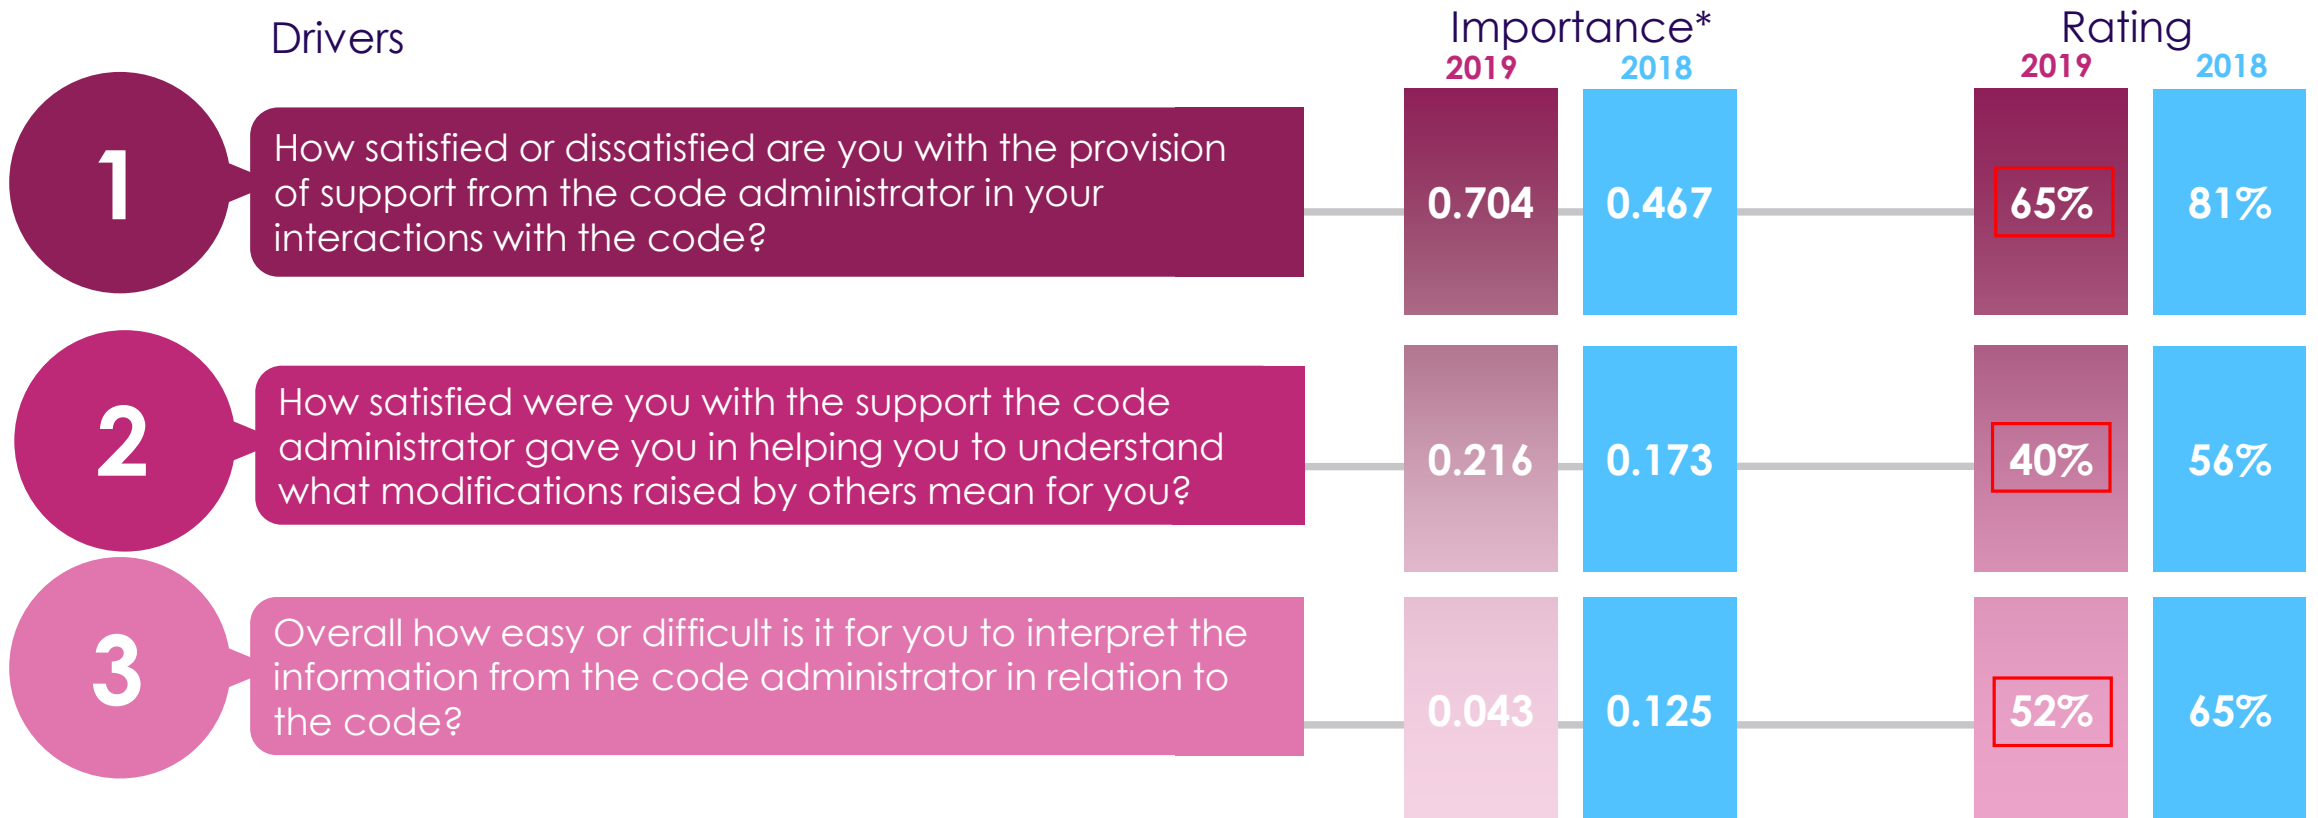 Drivers
Importance*
Rating
2019
2018
2019
2018
1
How satisfied or dissatisfied are you with the provision
of support from the code administrator in your
interactions with the code?
0.704
0.467
65%
81%
2
How satisfied were you with the support the code
administrator gave you in helping you to understand
what modifications raised by others mean for you?
0.216
0.173
40%
56%
3
Overall how easy or difficult is it for you to interpret the
information from the code administrator in relation to
the code?
0.043
0.125
52%
65%